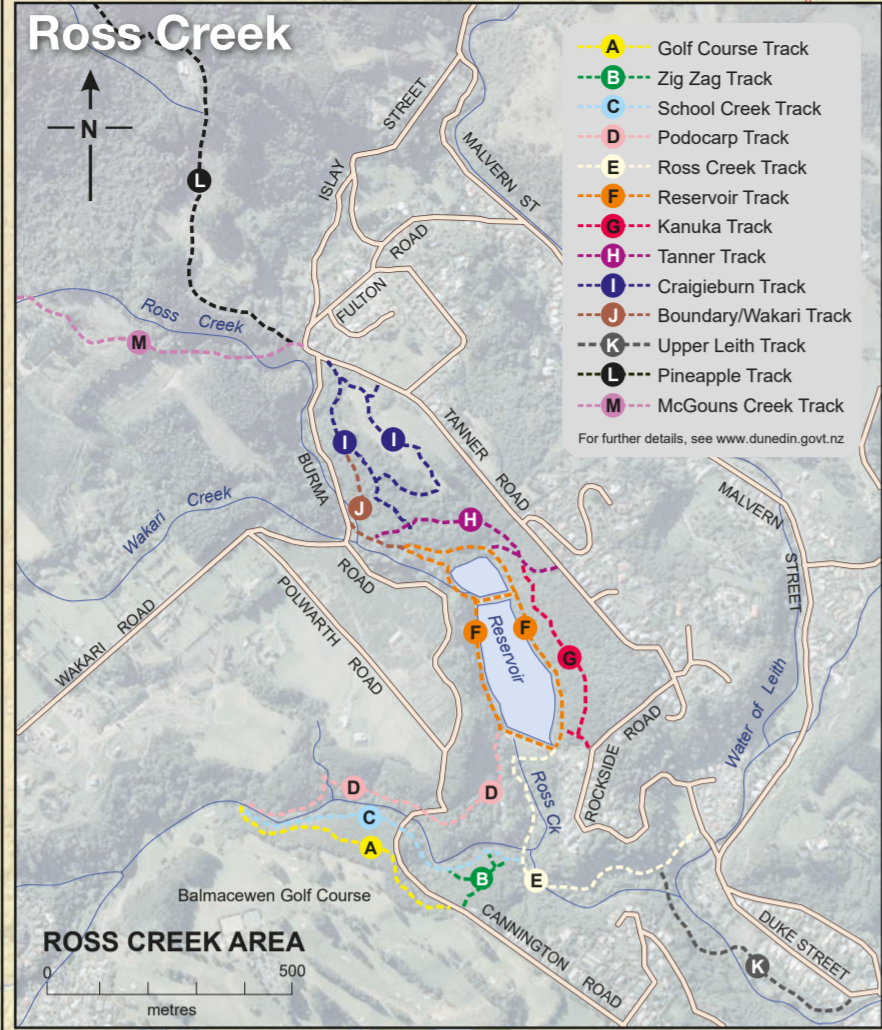 Ross Creek
N
A Golf Course Track
B Zig Zag Track
C School Creek Track
D Podocarp Track
E Ross Creek Track
F Reservoir Track
G Kanuka Track
H Tanner Track
I Craigieburn Track
J Boundary/Wakari Track
K Upper Leith Track
L Pineapple Track
M McGouns Creek Track
For further details, see www.dunedin.govt.nz
ISLAY STREET
MALVERN ST
L
FULTON ROAD
Ross Creek
M
TANNER ROAD
I
I
BURMA ROAD
J
H
Wakari Creek
MALVERN STREET
WAKARI ROAD
POLWARTH ROAD
F
F
Reservoir
G
Water of Leith
ROCKSIDE ROAD
Ross Ck
D
D
C
A
B
E
Balmacewen Golf Course
CANNINGTON ROAD
DUKE STREET
K
ROSS CREEK AREA
0 500
metres